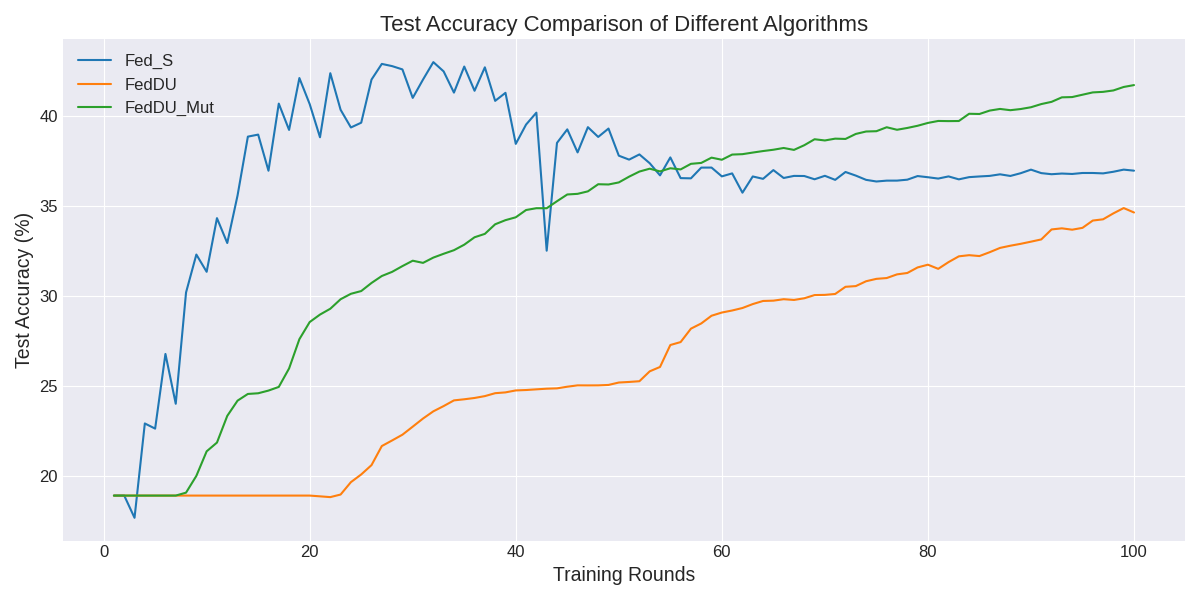 Test Accuracy Comparison of Different Algorithms
Fed_S
FedDU
FedDU_Mut
Test Accuracy (%)
40
35
30
25
20
0 20 40 60 80 100
Training Rounds